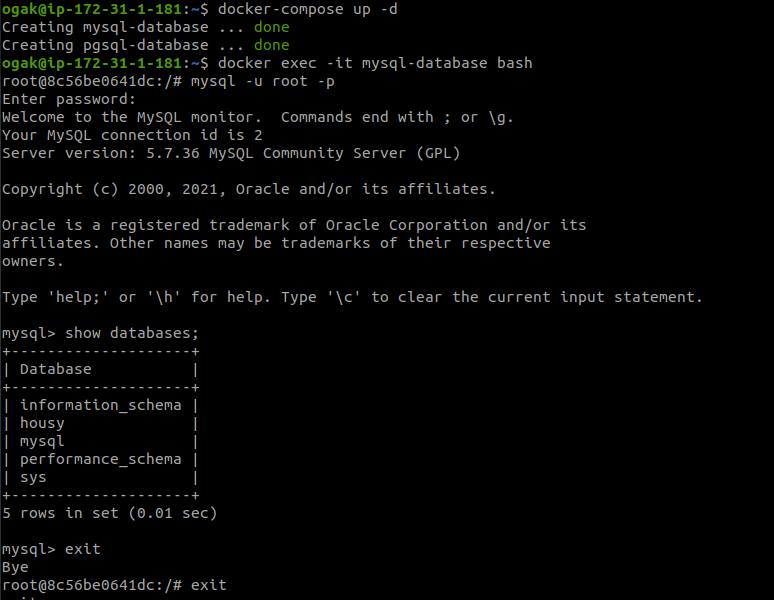 ogak@ip-172-31-1-181:~$ docker-compose up -d
Creating mysql-database ... done
Creating pgsql-database ... done
ogak@ip-172-31-1-181:~$ docker exec -it mysql-database bash
root@8c56be0641dc:/# mysql -u root -p
Enter password:
Welcome to the MySQL monitor.  Commands end with ; or \g.
Your MySQL connection id is 2
Server version: 5.7.36 MySQL Community Server (GPL)

Copyright (c) 2000, 2021, Oracle and/or its affiliates.

Oracle is a registered trademark of Oracle Corporation and/or its
affiliates. Other names may be trademarks of their respective
owners.

Type 'help;' or '\h' for help. Type '\c' to clear the current input statement.

mysql> show databases;
+--------------------+
| Database           |
+--------------------+
| information_schema |
| housy              |
| mysql              |
| performance_schema |
| sys                |
+--------------------+
5 rows in set (0.01 sec)

mysql> exit
Bye
root@8c56be0641dc:/# exit